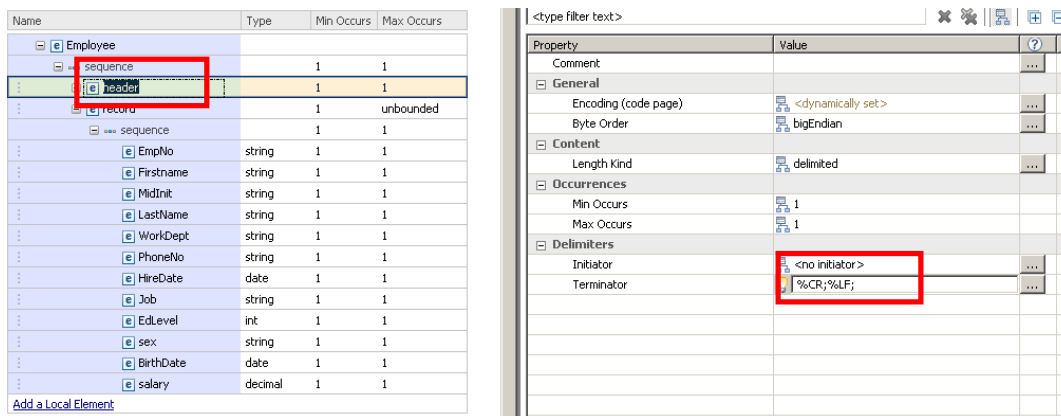 Name Type Min Occurs Max Occurs
e Employee
sequence 1 1
e header 1 1
e record 1 unbounded
sequence 1 1
e EmpNo string 1 1
e Firstname string 1 1
e MidInit string 1 1
e LastName string 1 1
e WorkDept string 1 1
e PhoneNo string 1 1
e HireDate date 1 1
e Job string 1 1
e EdLevel int 1 1
e sex string 1 1
e BirthDate date 1 1
e salary decimal 1 1
Add a Local Element
<type filter text>
Property Value ?
Comment ...
General
Encoding (code page) <dynamically set> ...
Byte Order bigEndian ...
Content
Length Kind delimited ...
Occurrences
Min Occurs 1
Max Occurs 1
Delimiters
Initiator <no initiator> ...
Terminator %CR;%LF; ...